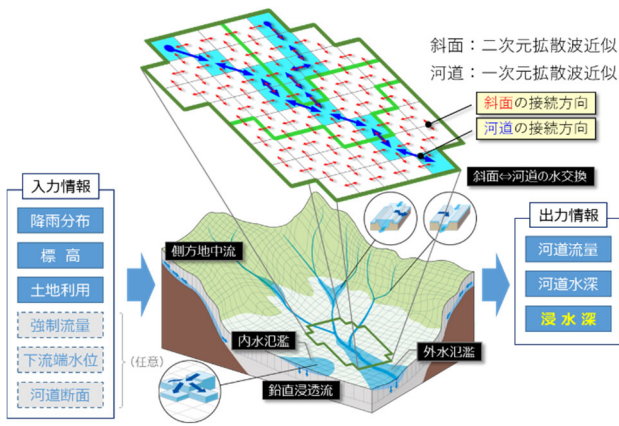 斜面：二次元拡散波近似
河道：一次元拡散波近似
斜面の接続方向
河道の接続方向
斜面⇔河道の水交換
入力情報
降雨分布
標高
土地利用
強制流量
下流端水位
河道断面
(任意)
側方地中流
内水氾濫
外水氾濫
鉛直浸透流
出力情報
河道流量
河道水深
浸水深